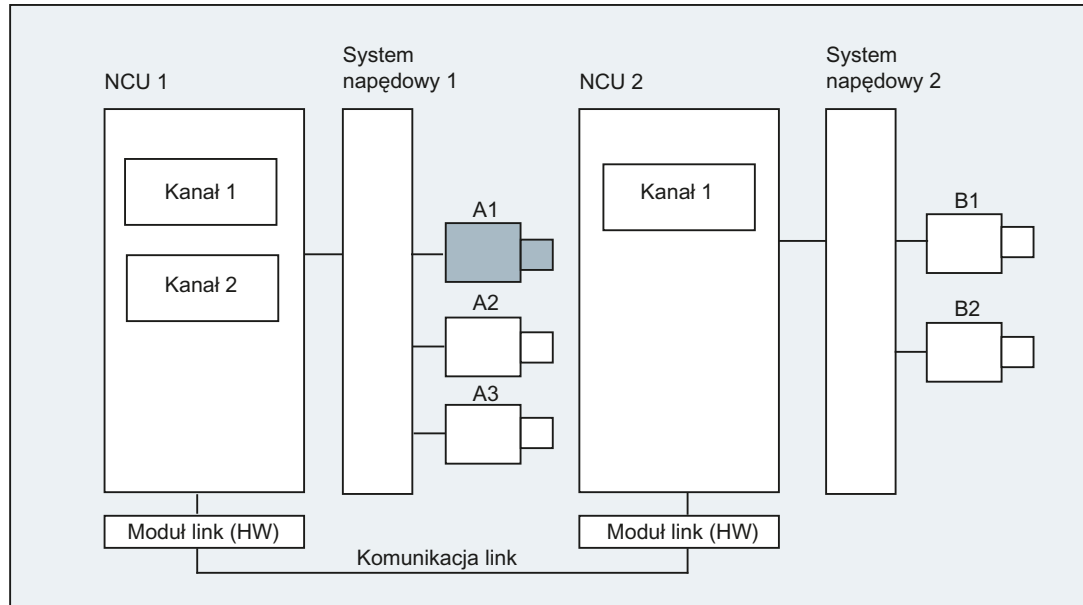 NCU 1
System
napędowy 1
NCU 2
System
napędowy 2
Kanał 1
Kanał 2
A1
A2
A3
Kanał 1
B1
B2
Moduł link (HW)
Komunikacja link
Moduł link (HW)